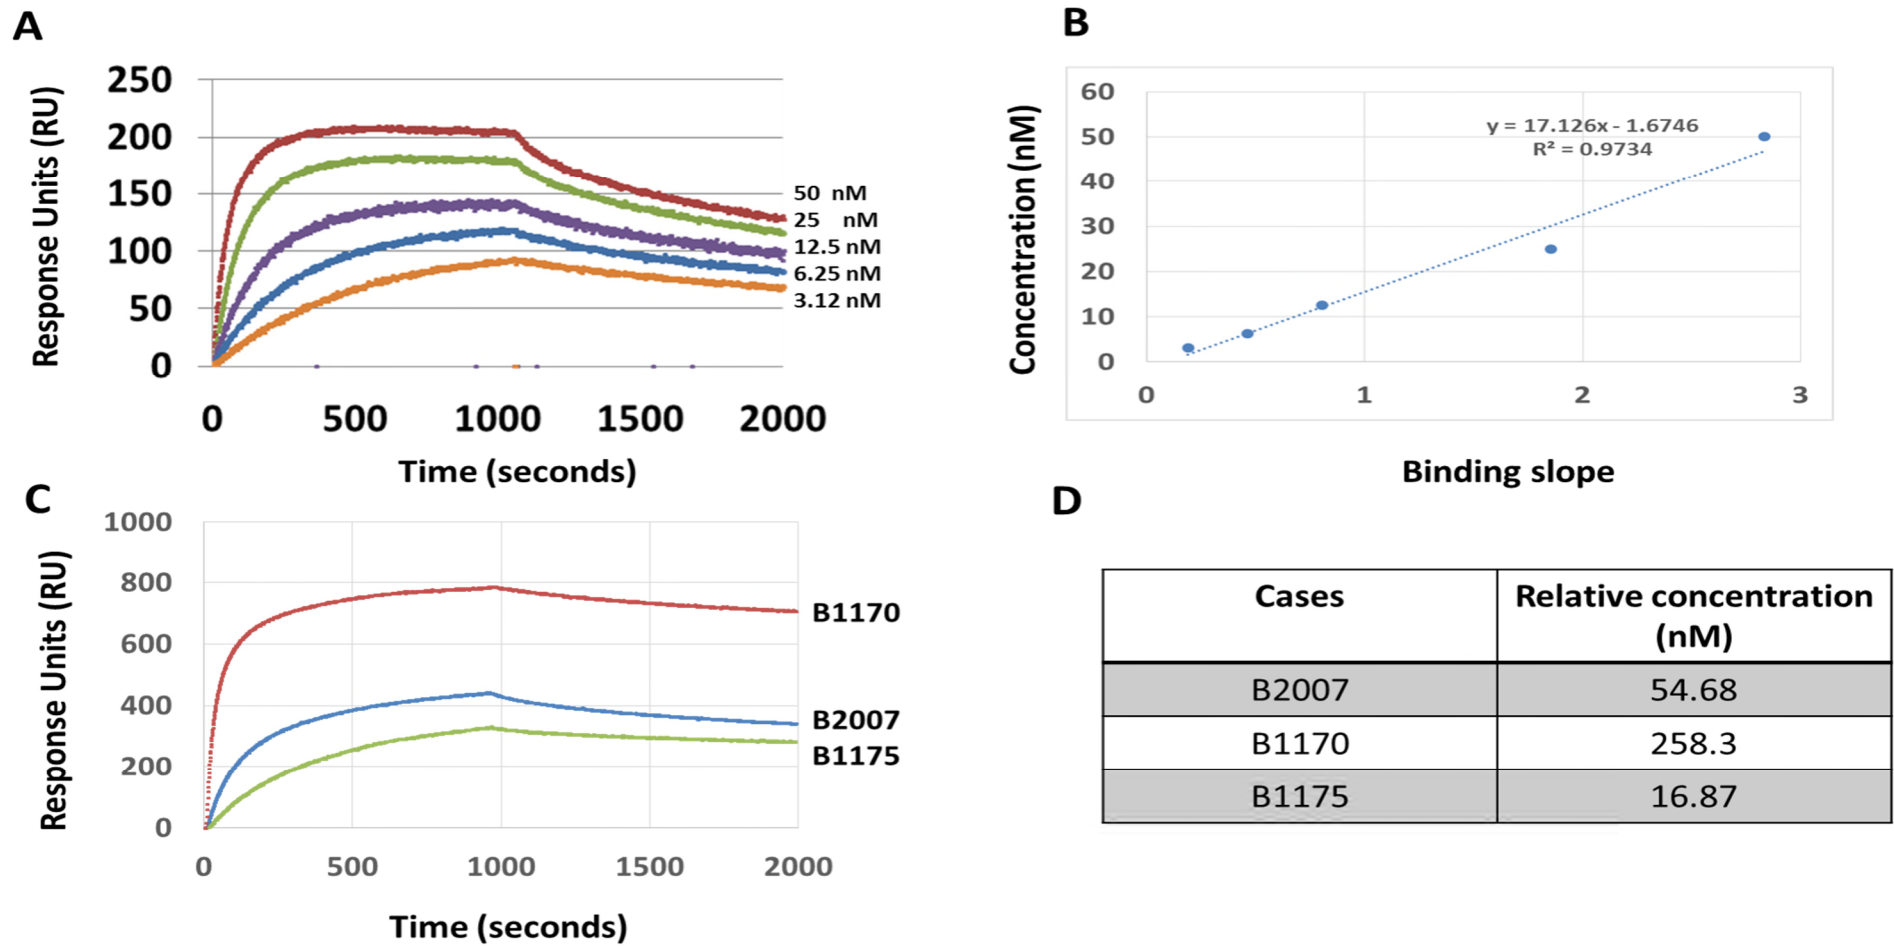 A
Response Units (RU)
250
200
150
100
50
0
0 500 1000 1500 2000
Time (seconds)
50 nM
25 nM
12.5 nM
6.25 nM
3.12 nM
B
Concentration (nM)
60
50
40
30
20
10
0
0 1 2 3
y = 17.126x - 1.6746
R² = 0.9734
Binding slope
C
Response Units (RU)
1000
800
600
400
200
0
0 500 1000 1500 2000
Time (seconds)
B1170
B2007
B1175
D
Cases Relative concentration
(nM)
B2007 54.68
B1170 258.3
B1175 16.87